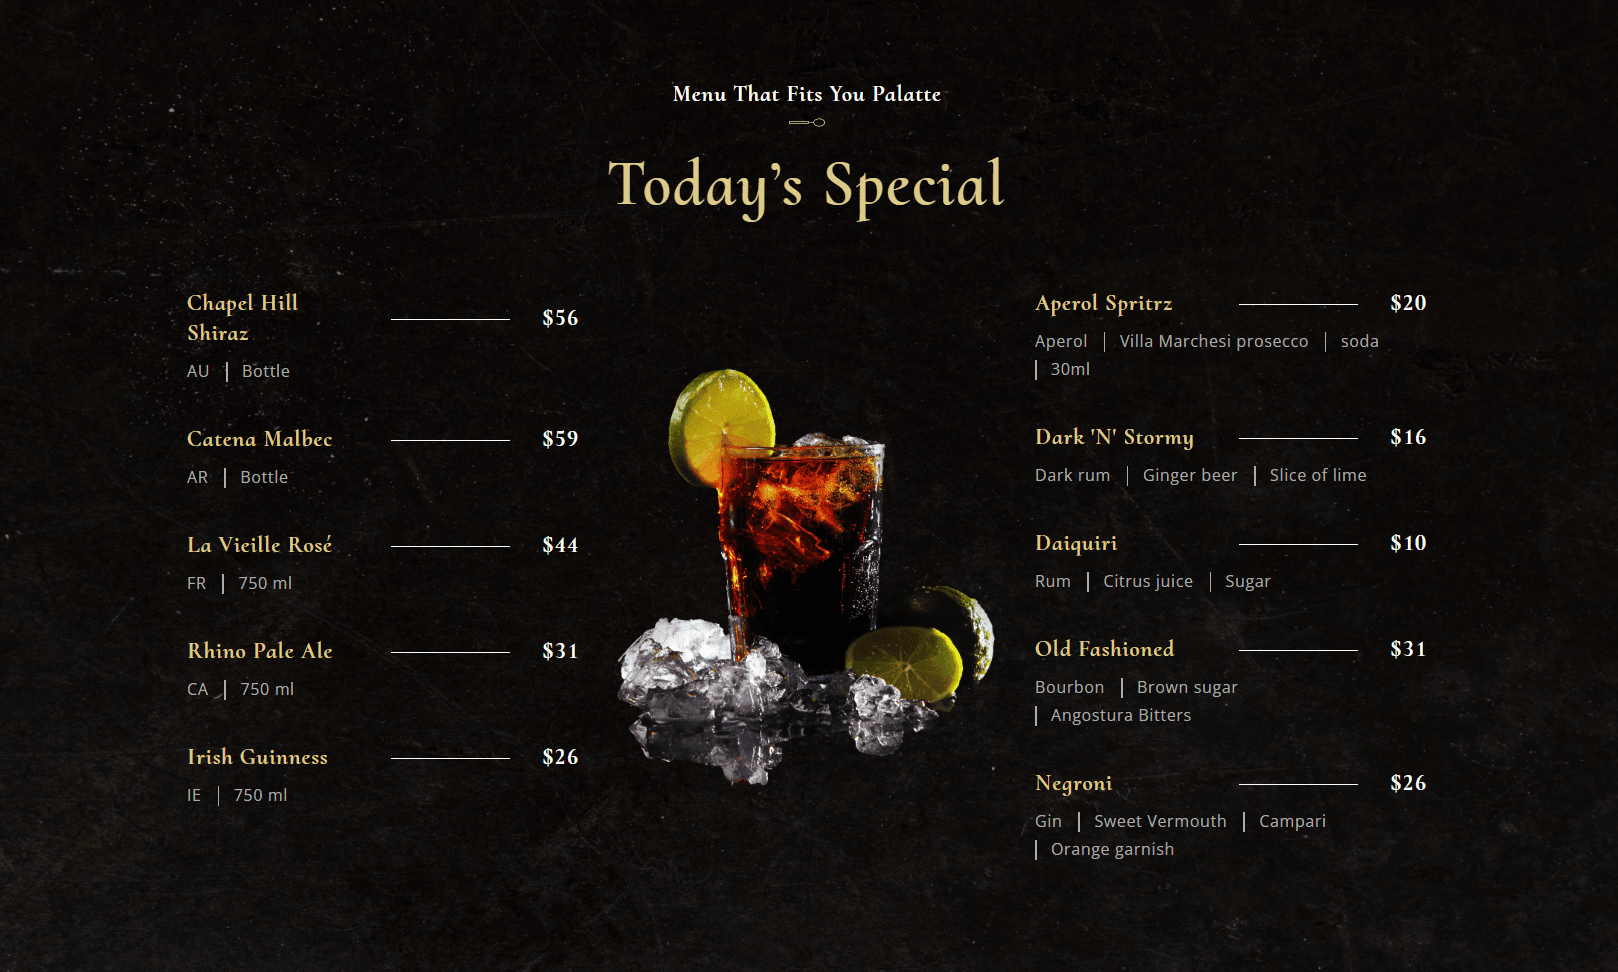 Menu That Fits You Palatte
Today’s Special
Chapel Hill
Shiraz
$56
AU | Bottle
Catena Malbec $59
AR | Bottle
La Vieille Rosé $44
FR | 750 ml
Rhino Pale Ale $31
CA | 750 ml
Irish Guinness $26
IE | 750 ml
Aperol Spritrz $20
Aperol | Villa Marchesi prosecco | soda
| 30ml
Dark 'N' Stormy $16
Dark rum | Ginger beer | Slice of lime
Daiquiri $10
Rum | Citrus juice | Sugar
Old Fashioned $31
Bourbon | Brown sugar
| Angostura Bitters
Negroni $26
Gin | Sweet Vermouth | Campari
| Orange garnish